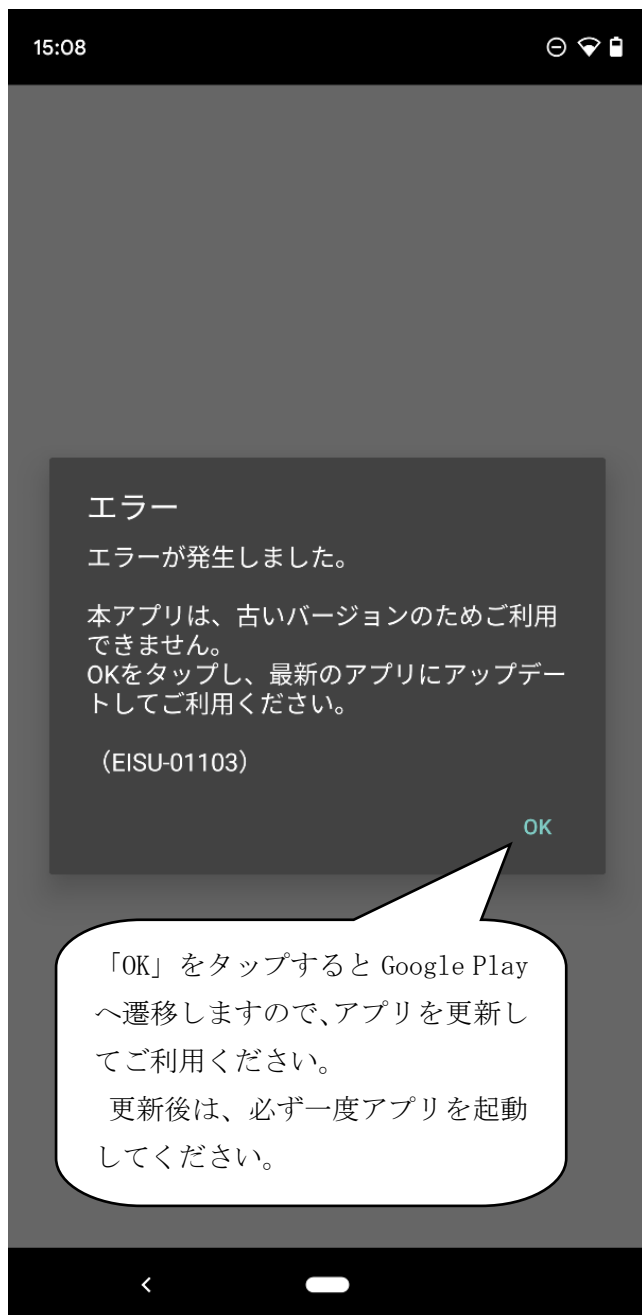 15:08
エラー
エラーが発生しました。
本アプリは、古いバージョンのためご利用
できません。
OKをタップし、最新のアプリにアップデー
トしてご利用ください。
（EISU-01103）
OK
「OK」をタップすると Google Play
へ遷移しますので、アプリを更新し
てご利用ください。
更新後は、必ず一度アプリを起動
してください。